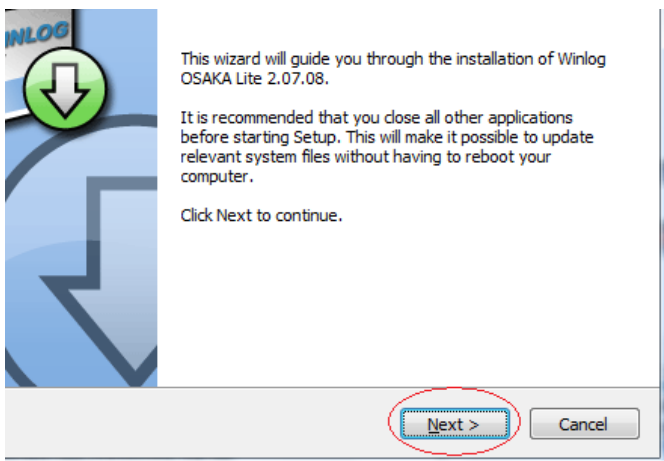 INLOG
This wizard will guide you through the installation of Winlog
OSAKA Lite 2.07.08.
It is recommended that you close all other applications
before starting Setup. This will make it possible to update
relevant system files without having to reboot your
computer.
Click Next to continue.
Next >
Cancel